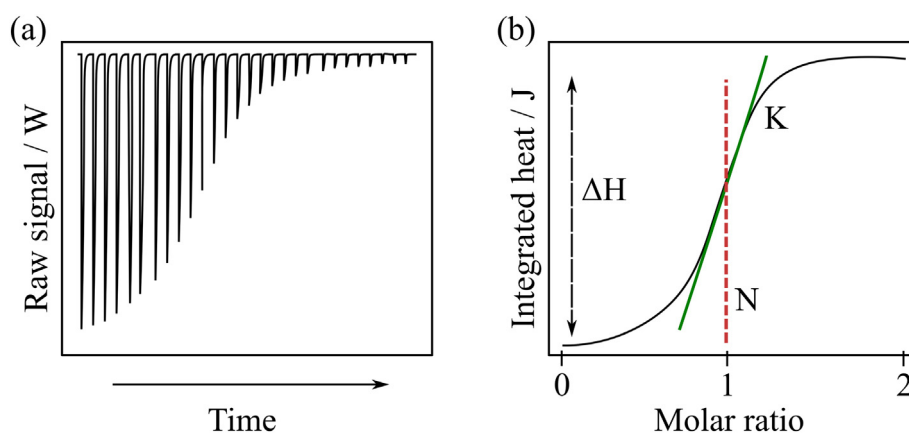 (a)
Raw signal / W
Time
(b)
Integrated heat / J
ΔH
K
N
0 1 2
Molar ratio